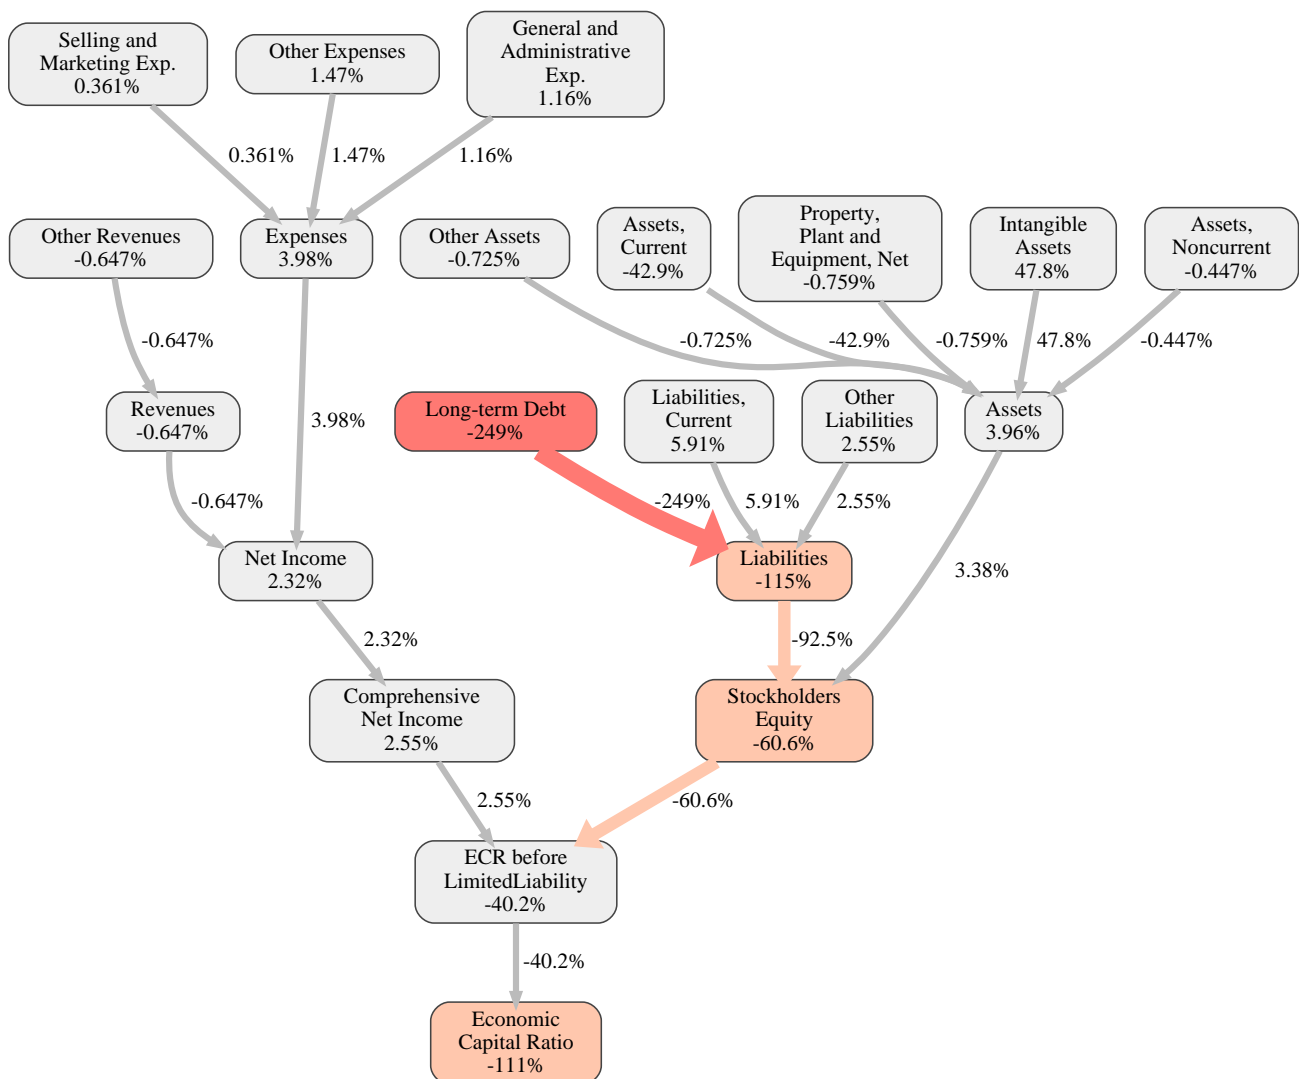 Selling and
Marketing Exp.
0.361%
Other Expenses
1.47%
General and
Administrative
Exp.
1.16%
0.361%
1.47%
1.16%
Other Revenues
-0.647%
Expenses
3.98%
Other Assets
-0.725%
Assets,
Current
-42.9%
Property,
Plant and
Equipment, Net
-0.759%
Intangible
Assets
47.8%
Assets,
Noncurrent
-0.447%
-0.647%
-0.725%
-42.9%
-0.759%
47.8%
-0.447%
Revenues
-0.647%
3.98%
Long-term Debt
-249%
Liabilities,
Current
5.91%
Other
Liabilities
2.55%
Assets
3.96%
-0.647%
-249%
5.91%
2.55%
Net Income
2.32%
Liabilities
-115%
3.38%
2.32%
-92.5%
Comprehensive
Net Income
2.55%
Stockholders
Equity
-60.6%
2.55%
-60.6%
ECR before
LimitedLiability
-40.2%
-40.2%
Economic
Capital Ratio
-111%